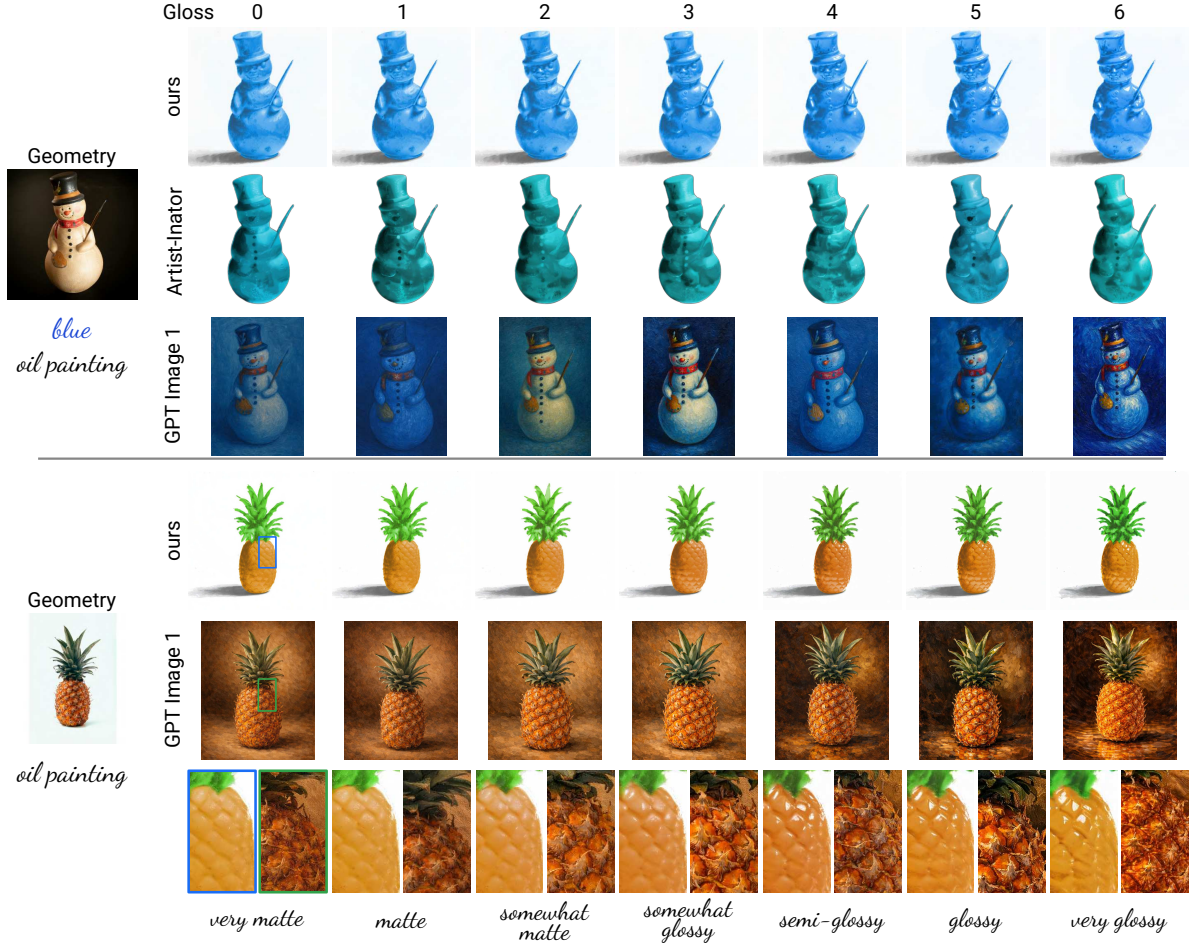 Gloss 0 1 2 3 4 5 6
ours
Geometry
Artist-Inator
blue
oil painting
GPT Image 1
ours
Geometry
GPT Image 1
oil painting
very matte
matte
somewhat
matte
somewhat
glossy
semi-glossy
glossy
very glossy